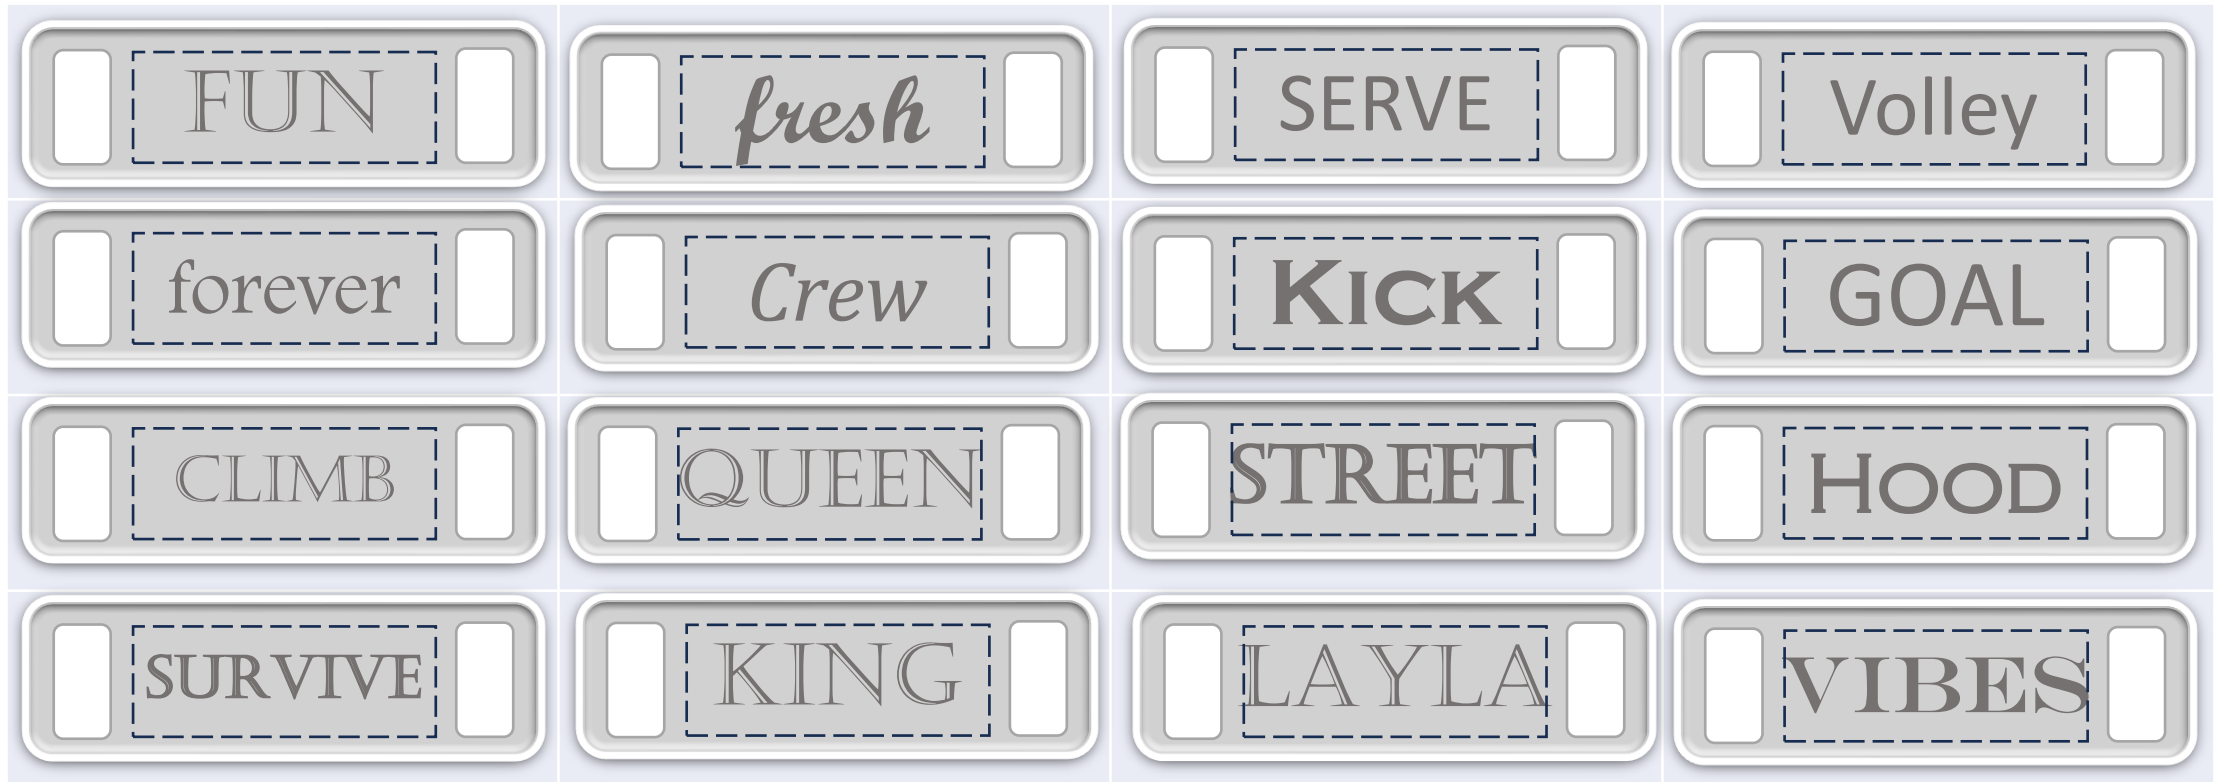 FUN fresh SERVE Volley
forever Crew KICK GOAL
CLIMB QUEEN STREET HOOD
SURVIVE KING LAYLA VIBES